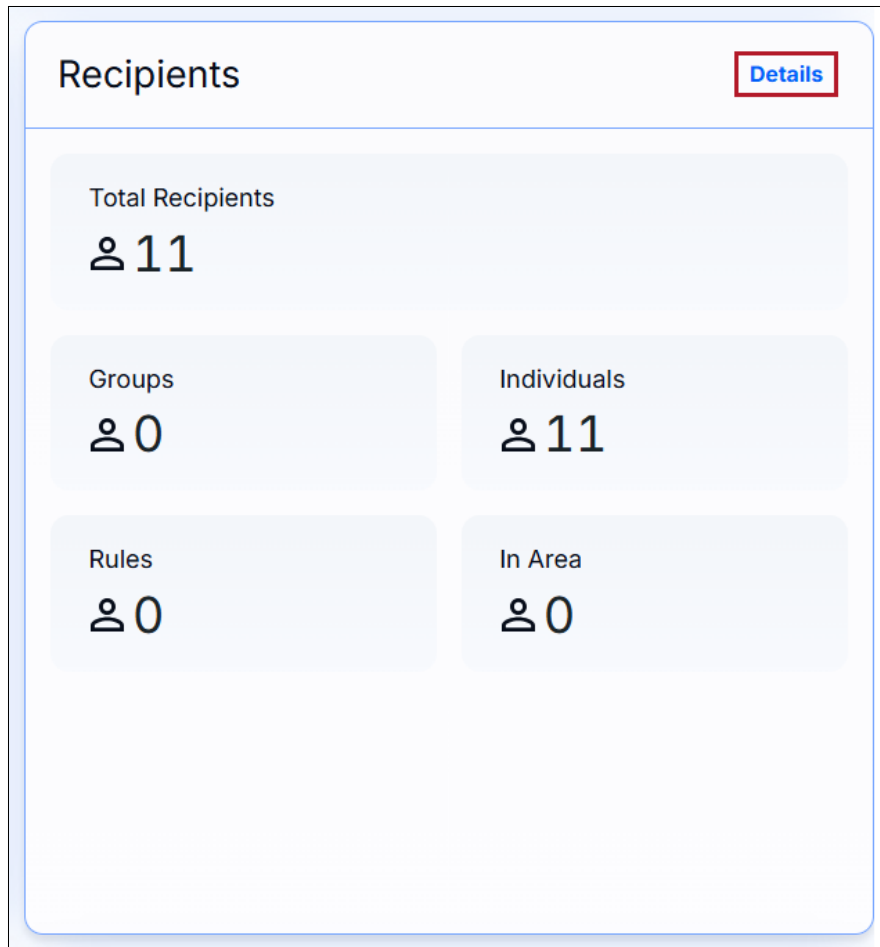 Recipients
Details
Total Recipients
11
Groups
0
Individuals
11
Rules
0
In Area
0